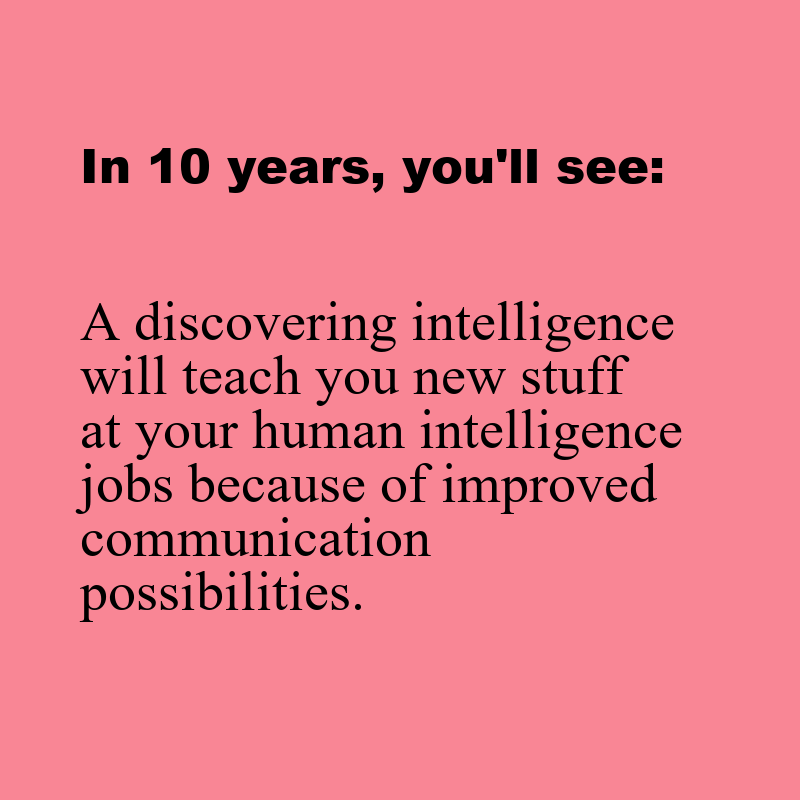 In 10 years, you'll see:
A discovering intelligence
will teach you new stuff
at your human intelligence
jobs because of improved
communication
possibilities.